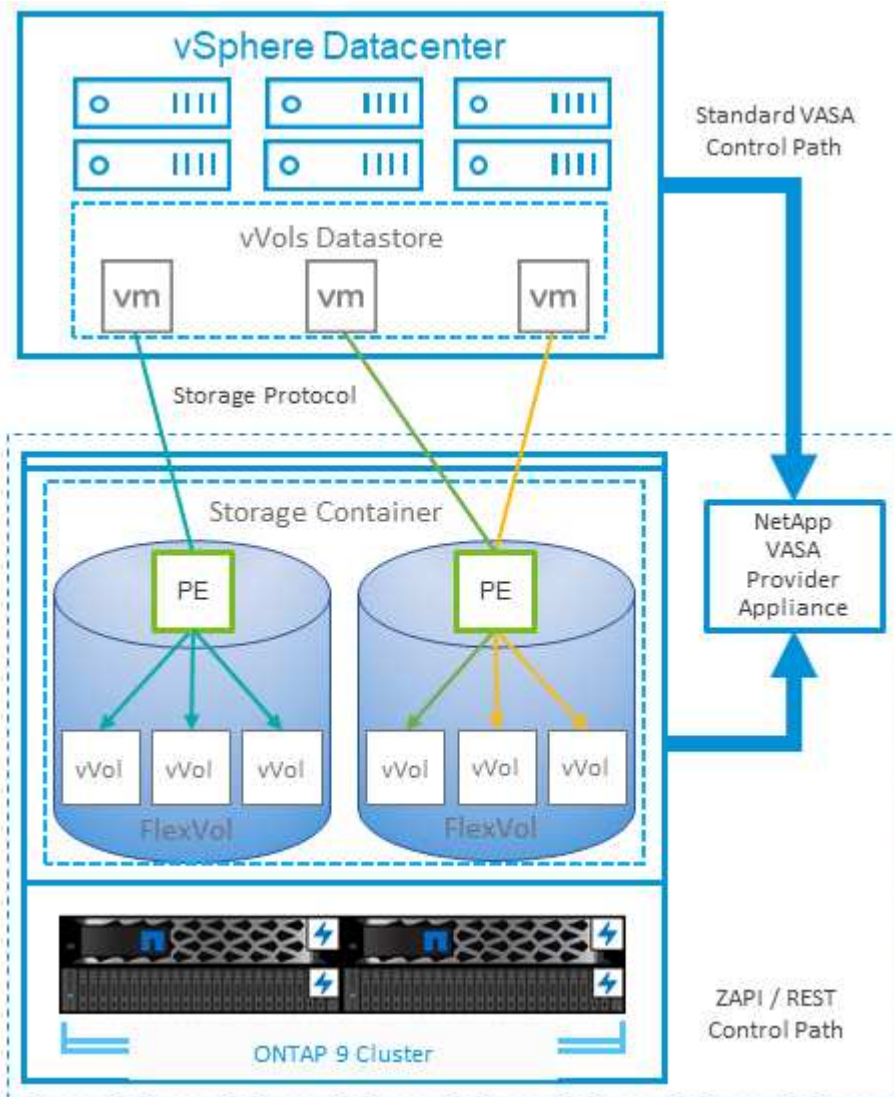 vSphere Datacenter
Standard VASA
Control Path
vVols Datastore
vm vm vm
Storage Protocol
Storage Container
NetApp
VASA
Provider
Appliance
PE PE
vVol vVol vVol vVol vVol vVol
FlexVol FlexVol
ZAPI / REST
Control Path
ONTAP 9 Cluster